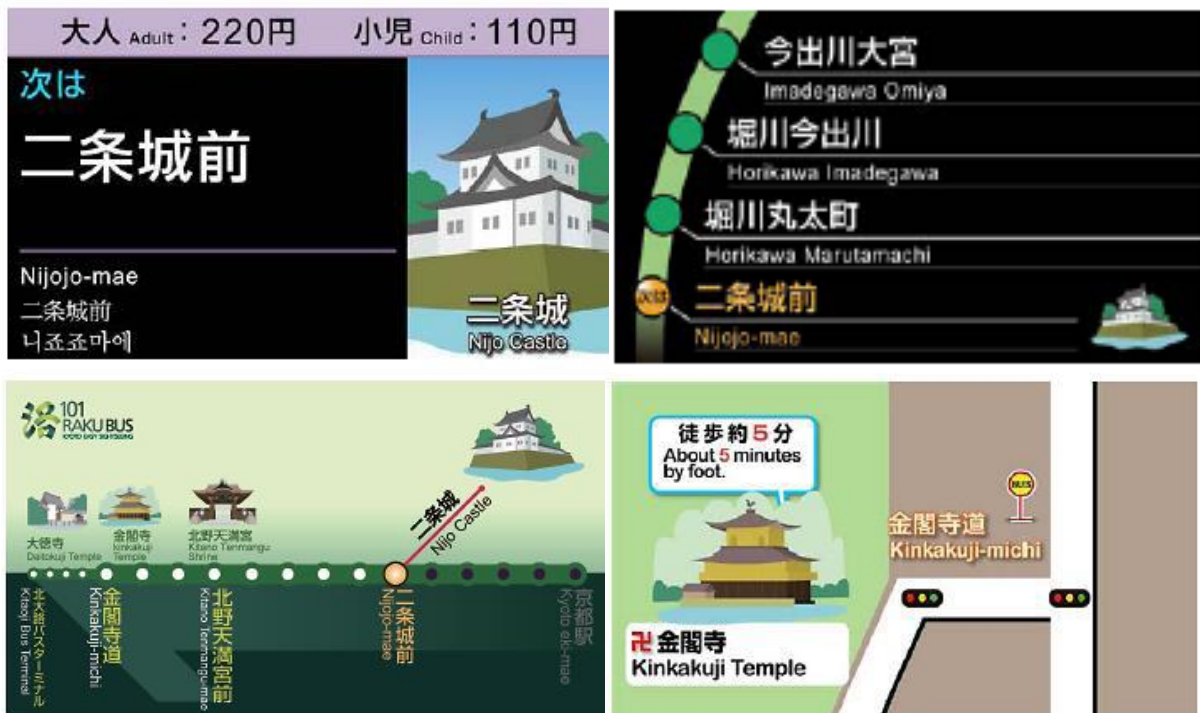 大人 Adult : 220円 小児 Child : 110円
次は
二条城前
Nijojo-mae
二条城前
니죠죠마에
二条城
Nijo Castle
今出川大宮
Imadegawa Omiya
堀川今出川
Horikawa Imadegawa
堀川丸太町
Horikawa Marutamachi
二条城前
Nijojo-mae
洛 101
RAKU BUS
KYOTO EASY SIGHTSEEING
大徳寺
Daitokuji Temple
金閣寺
kinkakuji
Temple
北野天満宮
Kitano Tenmangu
Shrine
二条城
Nijo Castle
北大路バスターミナル
Kitaoji Bus Terminal
金閣寺道
Kinkakuji-michi
北野天満宮前
Kitano Tenmangu-mae
二条城前
Nijojo-mae
京都駅
Kyoto eki-mae
徒歩約5分
About 5 minutes
by foot.
BUS
金閣寺道
Kinkakuji-michi
卍金閣寺
Kinkakuji Temple